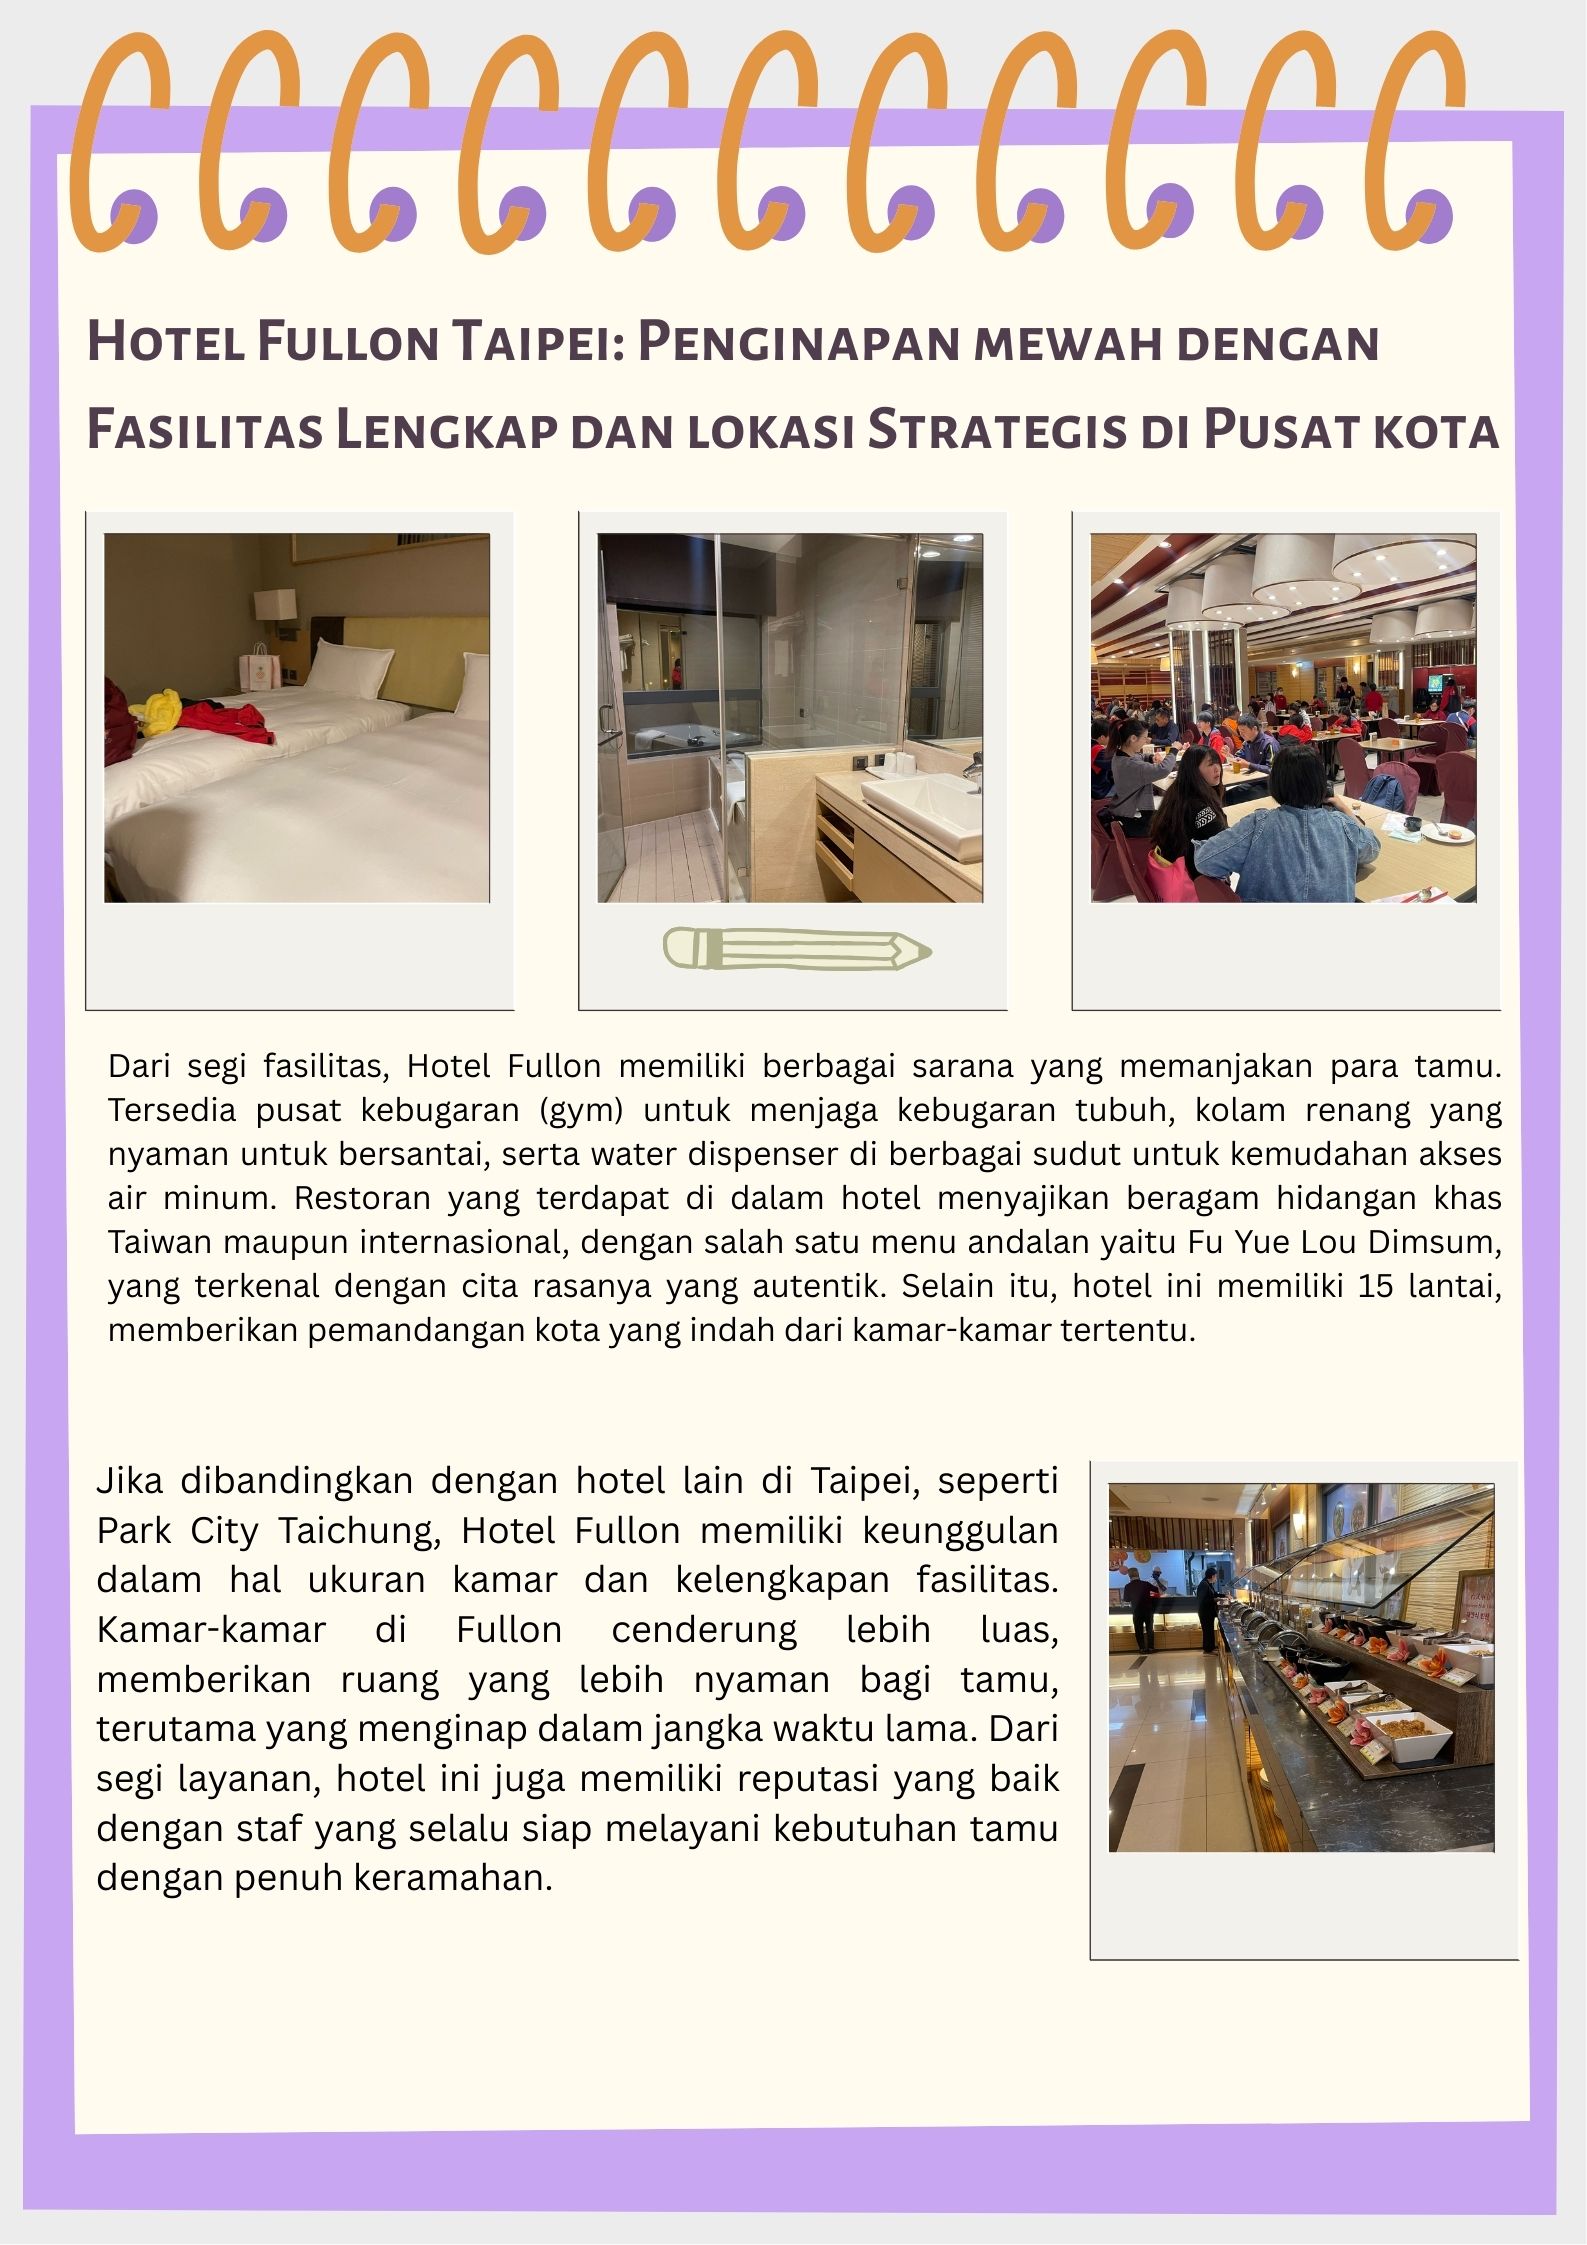 Hotel Fullon Taipei: Penginapan mewah dengan
Fasilitas Lengkap dan lokasi Strategis di Pusat kota
Dari segi fasilitas, Hotel Fullon memiliki berbagai sarana yang memanjakan para tamu.
Tersedia pusat kebugaran (gym) untuk menjaga kebugaran tubuh, kolam renang yang
nyaman untuk bersantai, serta water dispenser di berbagai sudut untuk kemudahan akses
air minum. Restoran yang terdapat di dalam hotel menyajikan beragam hidangan khas
Taiwan maupun internasional, dengan salah satu menu andalan yaitu Fu Yue Lou Dimsum,
yang terkenal dengan cita rasanya yang autentik. Selain itu, hotel ini memiliki 15 lantai,
memberikan pemandangan kota yang indah dari kamar-kamar tertentu.
Jika dibandingkan dengan hotel lain di Taipei, seperti
Park City Taichung, Hotel Fullon memiliki keunggulan
dalam hal ukuran kamar dan kelengkapan fasilitas.
Kamar-kamar di Fullon cenderung lebih luas,
memberikan ruang yang lebih nyaman bagi tamu,
terutama yang menginap dalam jangka waktu lama. Dari
segi layanan, hotel ini juga memiliki reputasi yang baik
dengan staf yang selalu siap melayani kebutuhan tamu
dengan penuh keramahan.